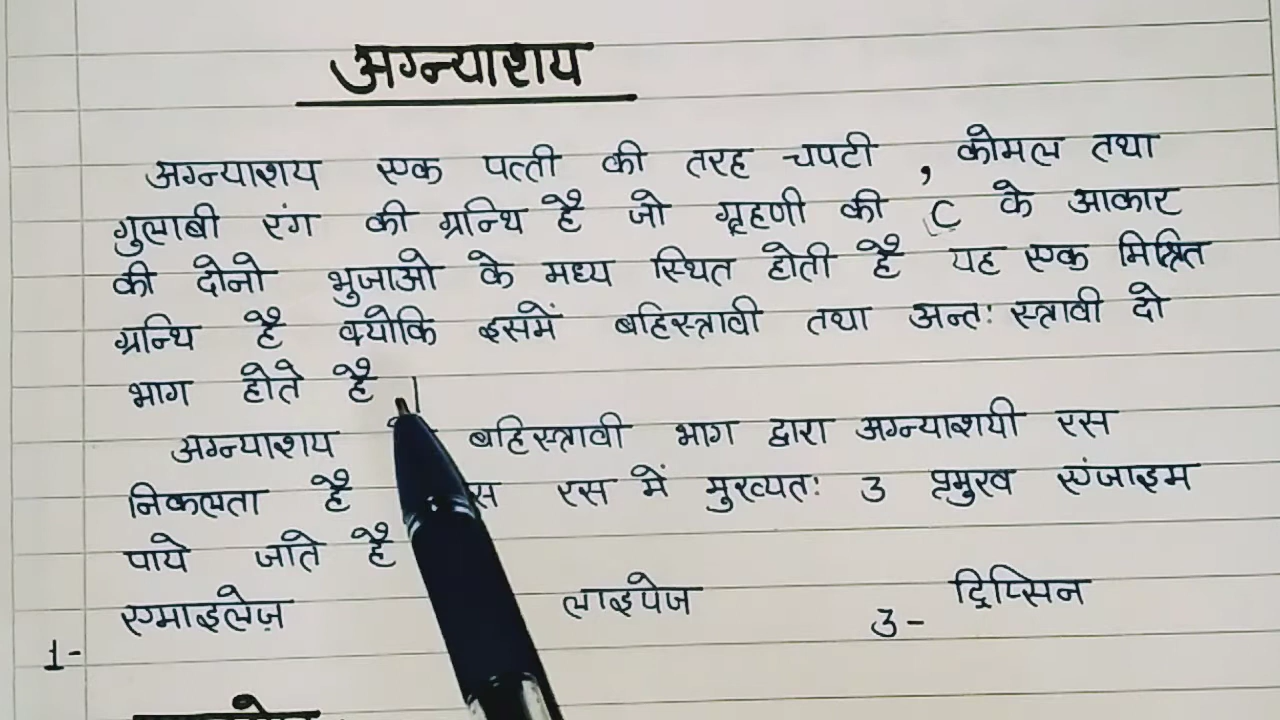 अग्न्याशय
अग्न्याशय एक पत्ती की तरह चपटी , कोमल तथा
गुलाबी रंग की ग्रन्थि है जो ग्रृहणी की C के आकार
की दोनो भुजाओ के मध्य स्थित होती है यह एक मिश्रित
ग्रन्थि है क्योकि इसमें बहिस्त्रावी तथा अन्तः स्त्रावी दो
भाग होते है |
अग्न्याशय बहिस्त्रावी भाग द्वारा अग्न्याशयी रस
निकलता है रस में मुख्यतः 3 प्रमुख एंजाइम
पाये जाते है
1- एमाइलेज़ लाइपेज 3- ट्रिप्सिन